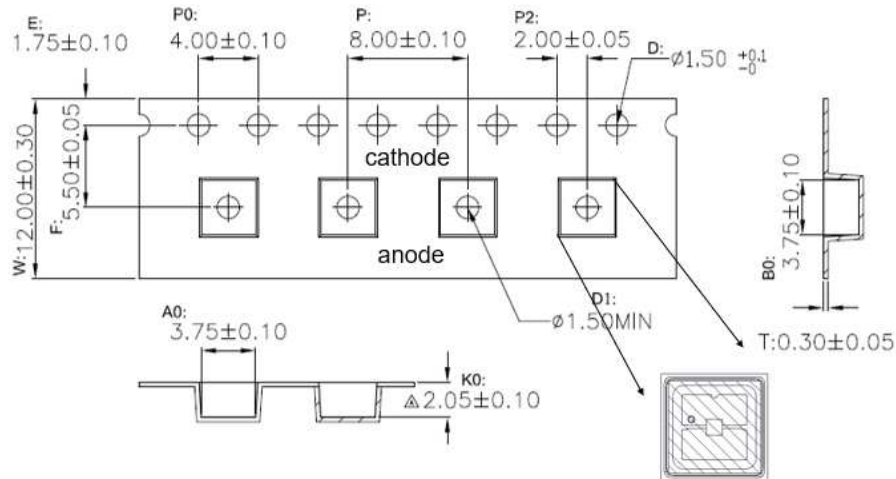 E:
1.75±0.10
P0:
4.00±0.10
P:
8.00±0.10
P2:
2.00±0.05
D: ø1.50 +0.1 -0
cathode
anode
W: 12.00±0.30
F: 5.50±0.05
B0: 3.75±0.10
D1:
ø1.50MIN
T:0.30±0.05
A0:
3.75±0.10
K0:
2.05±0.10